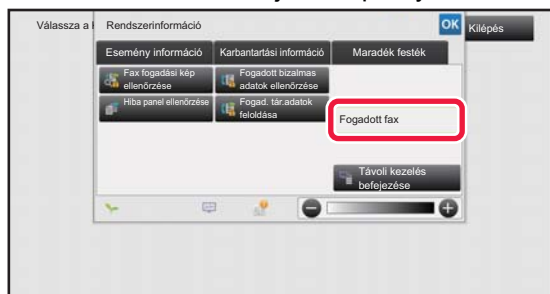 Válassza a
Rendszerinformáció
OK
Kilépés
Esemény információ
Karbantartási információ
Maradék festék
Fax fogadási kép
ellenőrzése
Fogadott bizalmas
adatok ellenőrzése
Hiba panel ellenőrzése
Fogad. tár.adatok
feloldása
Fogadott fax
Távoli kezelés
befejezése